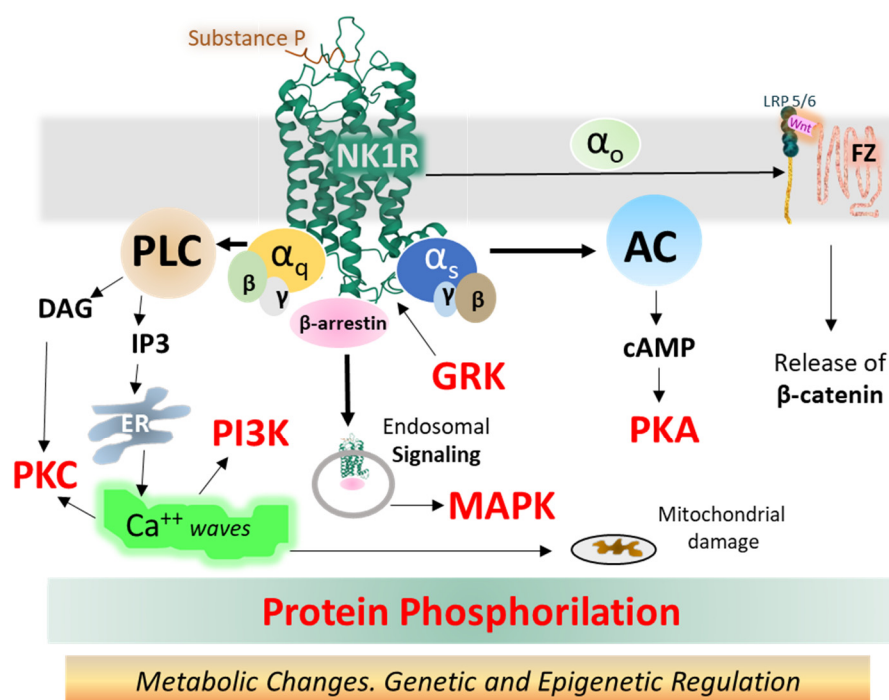 Substance P
LRP 5/6
Wnt
NK1R
αo
FZ
PLC
αq
β
γ
αs
γ
β
AC
DAG
β-arrestin
IP3
cAMP
GRK
Release of
β-catenin
ER
PI3K
Endosomal
Signaling
PKA
PKC
MAPK
Ca++ waves
Mitochondrial
damage
Protein Phosphorilation
Metabolic Changes. Genetic and Epigenetic Regulation